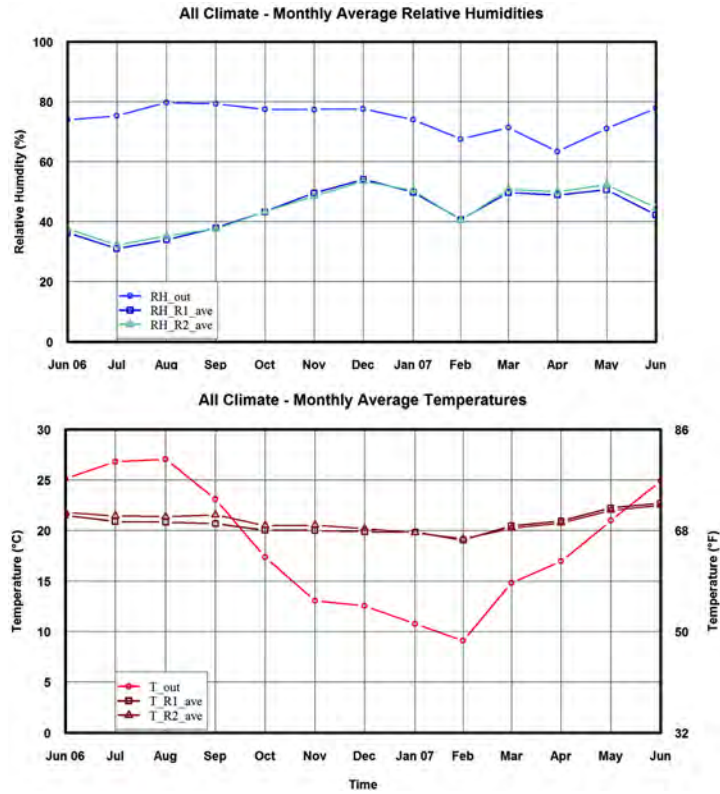 All Climate - Monthly Average Relative Humidities
100
80
60
40
20
0
Relative Humdity (%)
RH_out
RH_R1_ave
RH_R2_ave
Jun 06 Jul Aug Sep Oct Nov Dec Jan 07 Feb Mar Apr May Jun
All Climate - Monthly Average Temperatures
30 86
25
20 68
15
10 50
5
0 32
Temperature (°C)
Temperature (°F)
T_out
T_R1_ave
T_R2_ave
Jun 06 Jul Aug Sep Oct Nov Dec Jan 07 Feb Mar Apr May Jun
Time